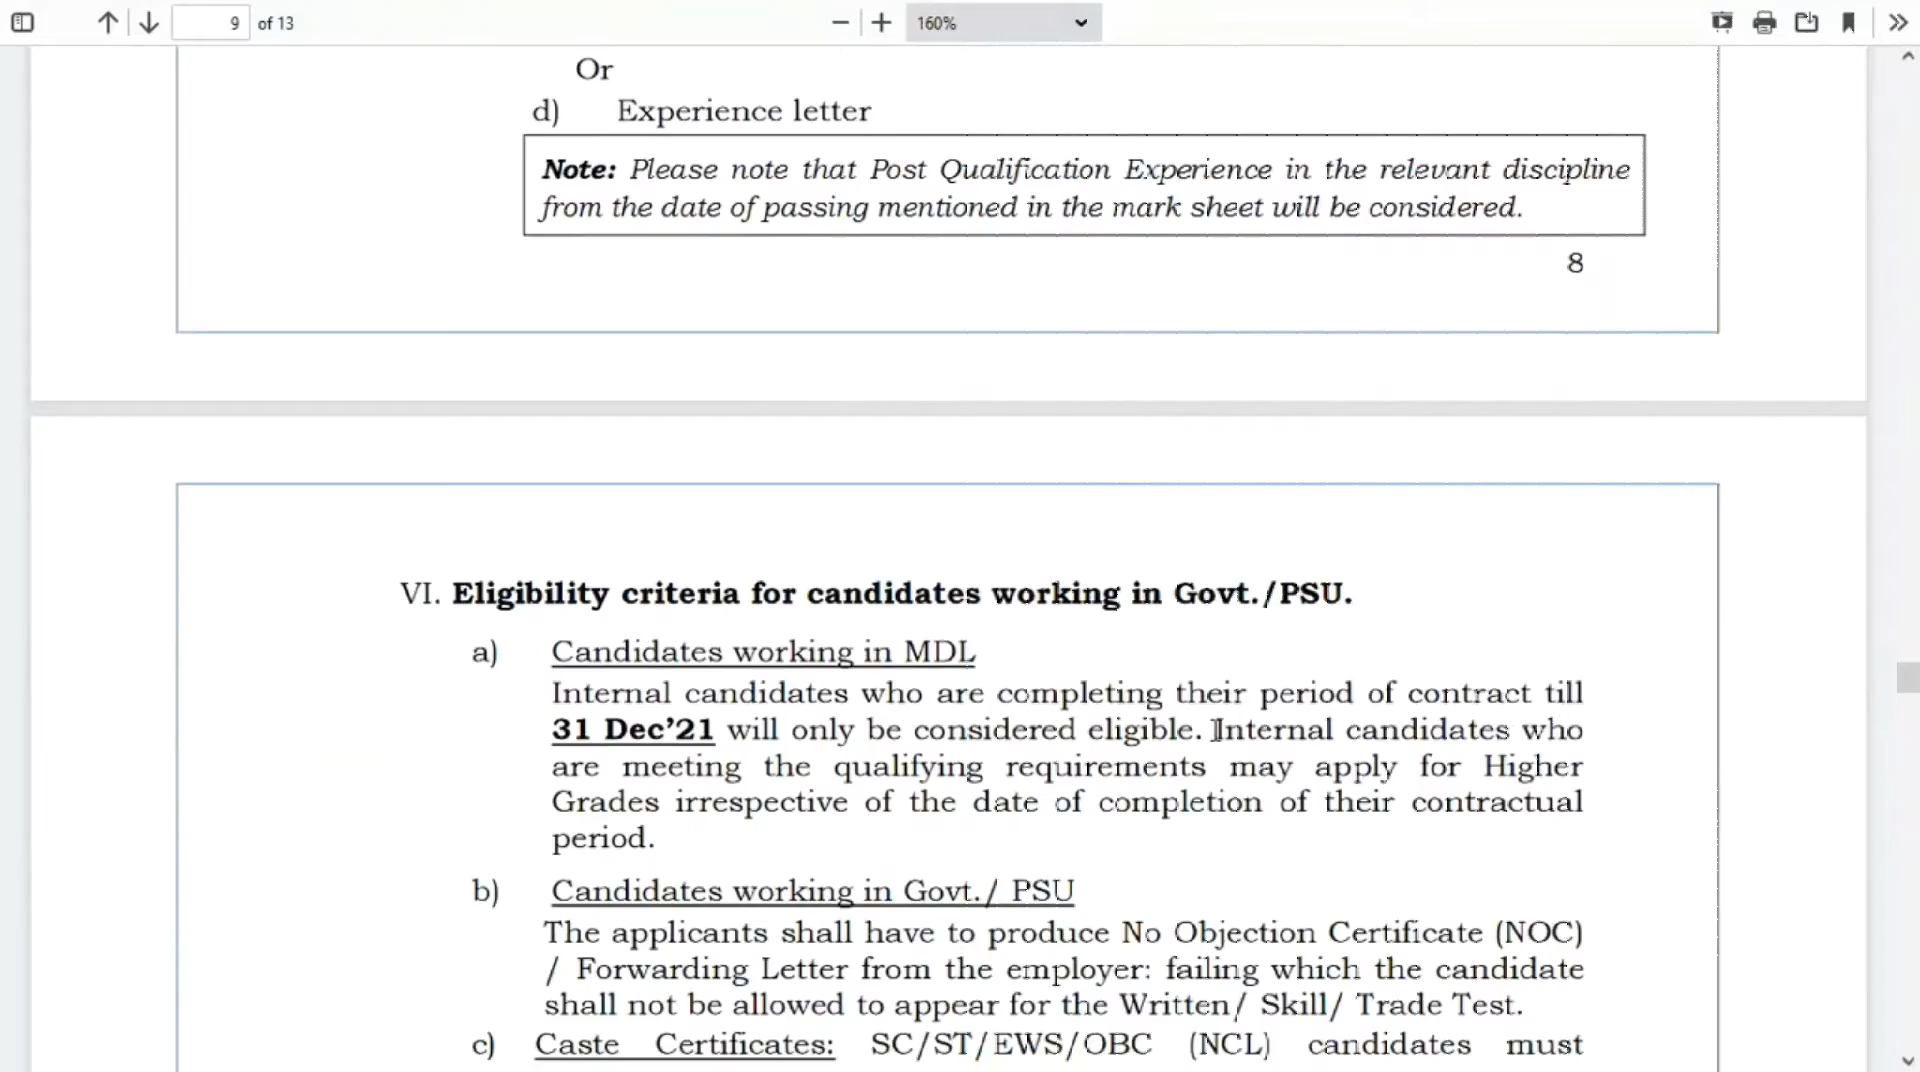 9 of 13
160%
Or
d) Experience letter
Note: Please note that Post Qualification Experience in the relevant discipline
from the date of passing mentioned in the mark sheet will be considered.
8
VI. Eligibility criteria for candidates working in Govt./PSU.
a) Candidates working in MDL
Internal candidates who are completing their period of contract till
31 Dec’21 will only be considered eligible. Internal candidates who
are meeting the qualifying requirements may apply for Higher
Grades irrespective of the date of completion of their contractual
period.
b) Candidates working in Govt./ PSU
The applicants shall have to produce No Objection Certificate (NOC)
/ Forwarding Letter from the employer: failing which the candidate
shall not be allowed to appear for the Written/ Skill/ Trade Test.
c) Caste Certificates: SC/ST/EWS/OBC (NCL) candidates must